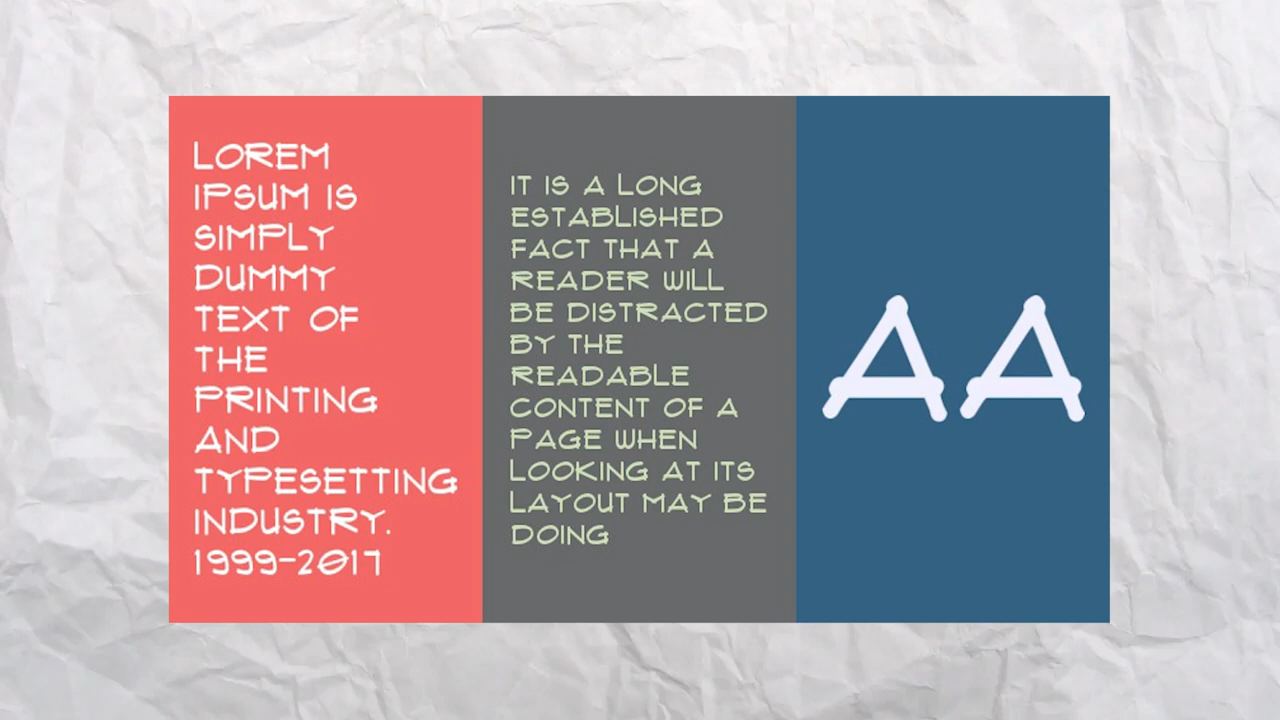 LOREM
IPSUM IS
SIMPLY
DUMMY
TEXT OF
THE
PRINTING
AND
TYPESETTING
INDUSTRY.
1999-2017
IT IS A LONG
ESTABLISHED
FACT THAT A
READER WILL
BE DISTRACTED
BY THE
READABLE
CONTENT OF A
PAGE WHEN
LOOKING AT ITS
LAYOUT MAY BE
DOING
AA